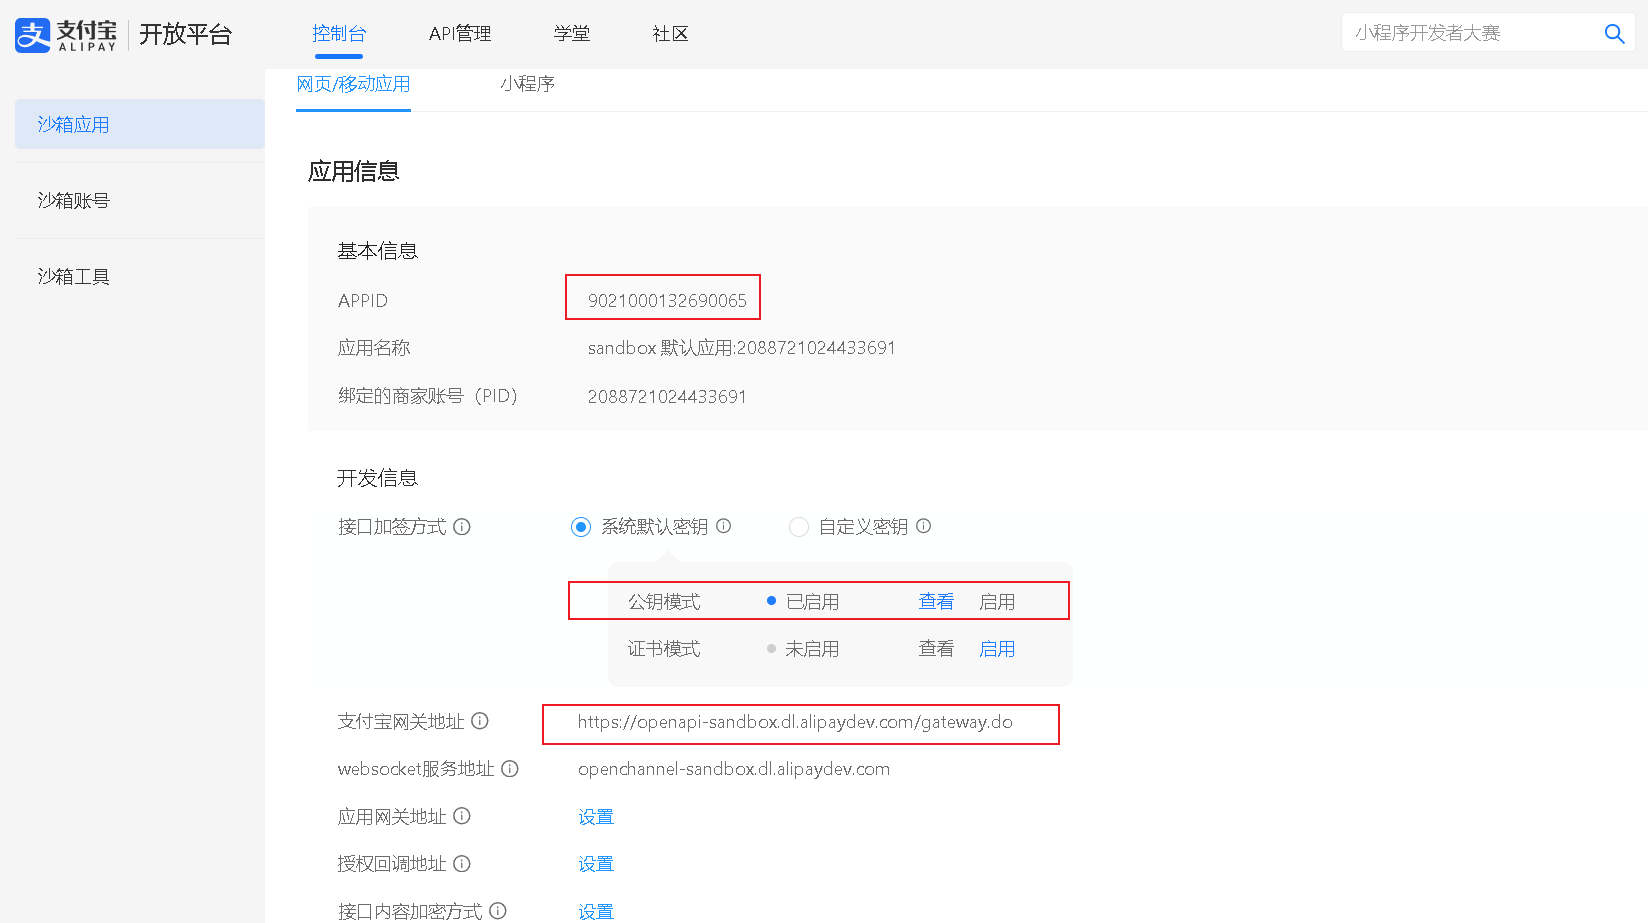 支付宝 ALIPAY 开放平台 控制台 API管理 学堂 社区 小程序开发者大赛
网页/移动应用 小程序
沙箱应用
沙箱账号
沙箱工具
应用信息
基本信息
APPID 9021000132690065
应用名称 sandbox 默认应用:2088721024433691
绑定的商家账号（PID） 2088721024433691
开发信息
接口加签方式 系统默认密钥 自定义密钥
公钥模式 已启用 查看 启用
证书模式 未启用 查看 启用
支付宝网关地址 https://openapi-sandbox.dl.alipaydev.com/gateway.do
websocket服务地址 openchannel-sandbox.dl.alipaydev.com
应用网关地址 设置
授权回调地址 设置
接口内容加密方式 设置